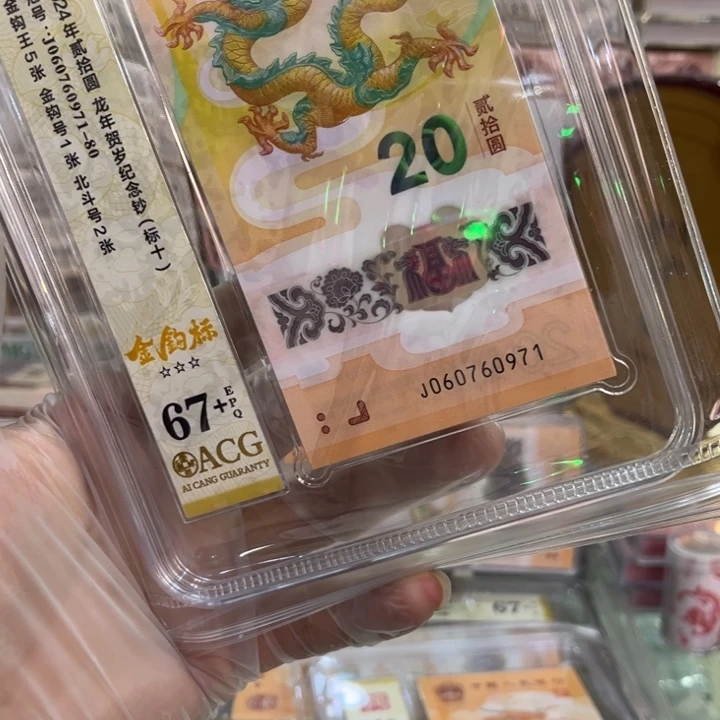 24年贰拾圆 龙年贺岁纪念钞(标十)
号:J060760971-80
金钩王5张 金钩号1张 北斗号2张
金钩标
67+
EPQ
ACG
AI CANG GUARANTY
贰拾圆
20
福
J060760971
67